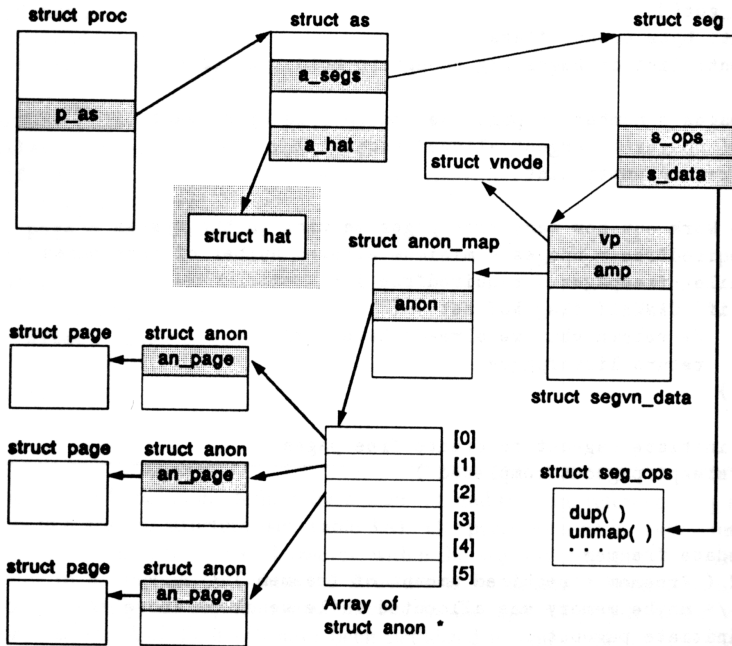 struct proc
struct as
struct seg
a_segs
p_as
s_ops
a_hat
struct vnode
s_data
struct hat
struct anon_map
vp
amp
anon
struct page
struct anon
an_page
struct segvn_data
[0]
struct page
struct anon
[1]
an_page
[2]
struct seg_ops
[3]
dup( )
[4]
unmap( )
. . .
struct page
struct anon
[5]
an_page
Array of
struct anon *